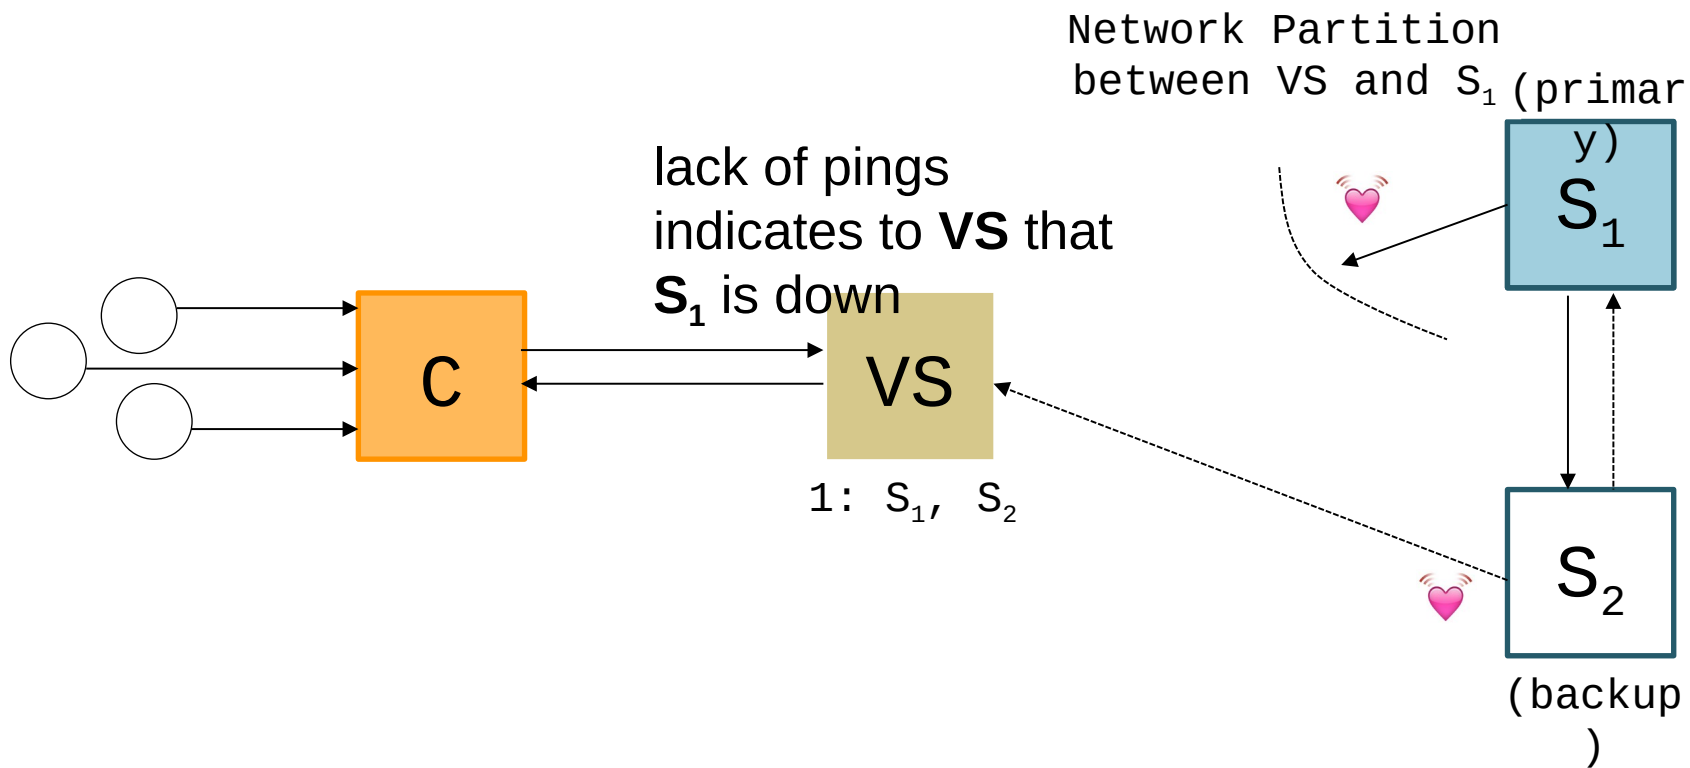 Network Partition
between VS and S₁
(primar
y)
lack of pings
indicates to VS that
S₁ is down
S₁
C
VS
1: S₁, S₂
S₂
(backup
)